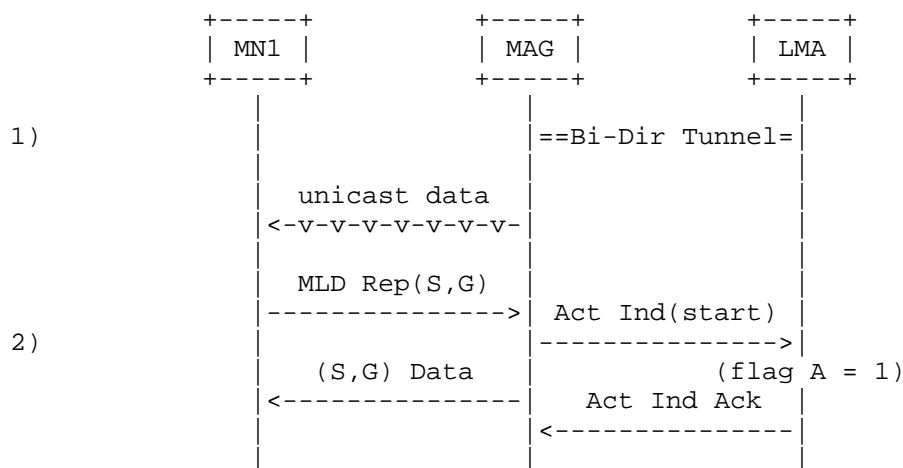 +-----+ +-----+ +-----+
| MN1 | | MAG | | LMA |
+-----+ +-----+ +-----+
| | |
1) | |==Bi-Dir Tunnel=|
| | |
| unicast data | |
|<-v-v-v-v-v-v-v-| |
| | |
| MLD Rep(S,G) | |
|--------------->| Act Ind(start) |
2) | |--------------->|
| (S,G) Data | (flag A = 1)
|<---------------| Act Ind Ack |
| |<---------------|
| | |